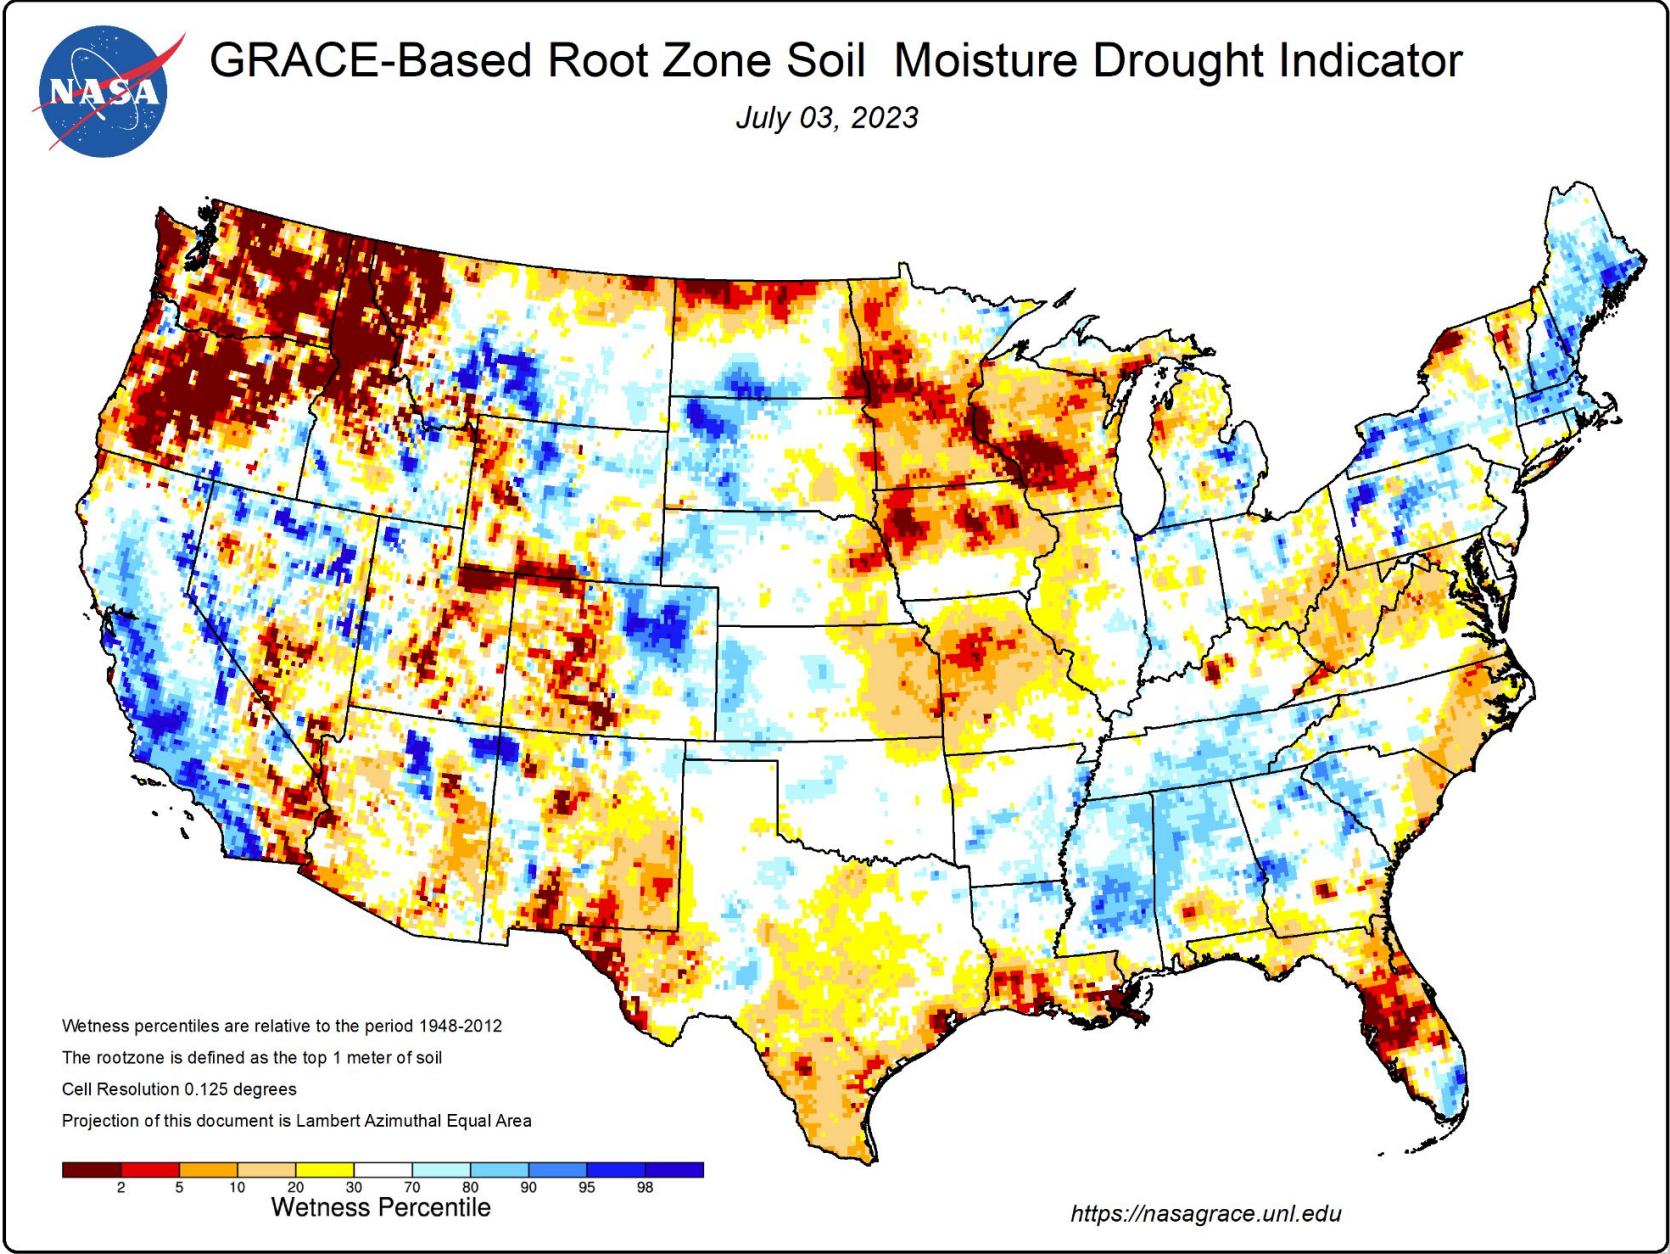 NASA
GRACE-Based Root Zone Soil  Moisture Drought Indicator
July 03, 2023
Wetness percentiles are relative to the period 1948-2012
The rootzone is defined as the top 1 meter of soil
Cell Resolution 0.125 degrees
Projection of this document is Lambert Azimuthal Equal Area
2 5 10 20 30 70 80 90 95 98
Wetness Percentile
https://nasagrace.unl.edu